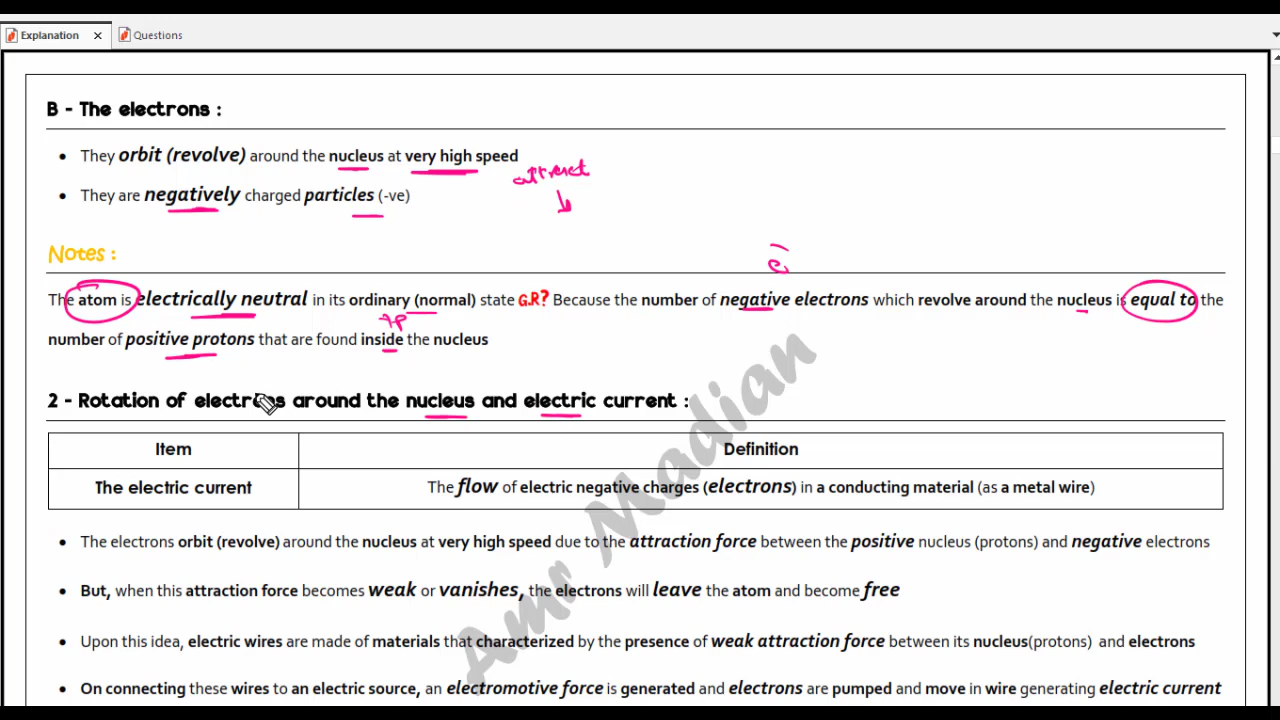 Explanation
Questions
B - The electrons :
• They orbit (revolve) around the nucleus at very high speed
attract
• They are negatively charged particles (-ve)
Notes :
e
The atom is electrically neutral in its ordinary (normal) state G.R? Because the number of negative electrons which revolve around the nucleus is equal to the
+p
number of positive protons that are found inside the nucleus
2 - Rotation of electrons around the nucleus and electric current :
Item Definition
The electric current The flow of electric negative charges (electrons) in a conducting material (as a metal wire)
• The electrons orbit (revolve) around the nucleus at very high speed due to the attraction force between the positive nucleus (protons) and negative electrons
• But, when this attraction force becomes weak or vanishes, the electrons will leave the atom and become free
• Upon this idea, electric wires are made of materials that characterized by the presence of weak attraction force between its nucleus(protons) and electrons
• On connecting these wires to an electric source, an electromotive force is generated and electrons are pumped and move in wire generating electric current
Amr Madian